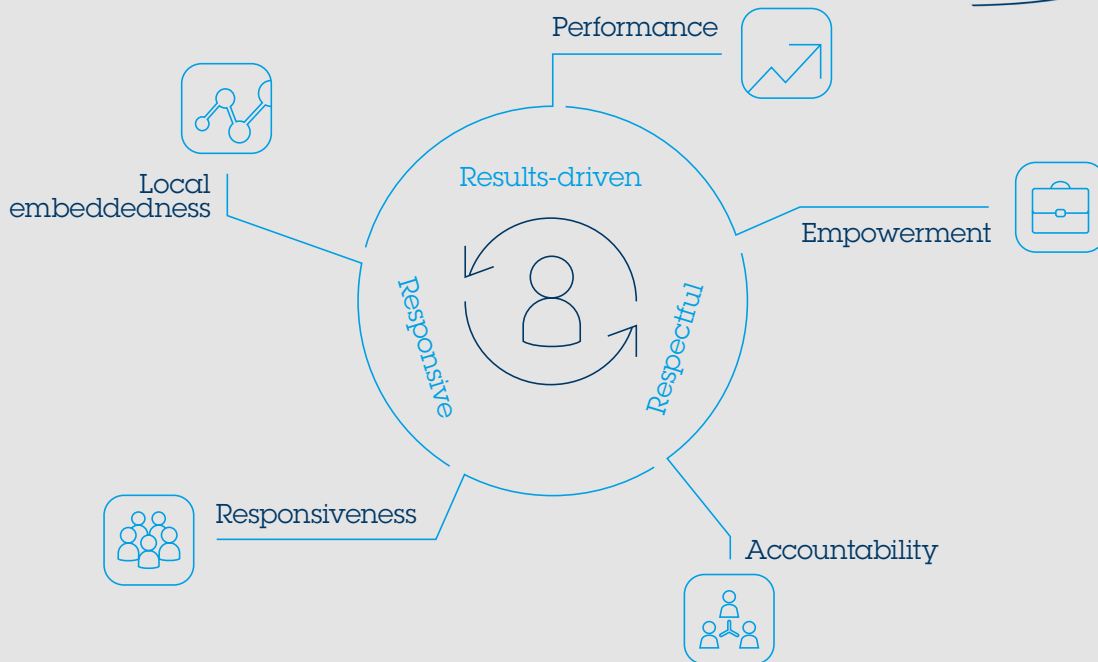 Performance
Local
embeddedness
Results-driven
Empowerment
Responsive
Respectful
Responsiveness
Accountability